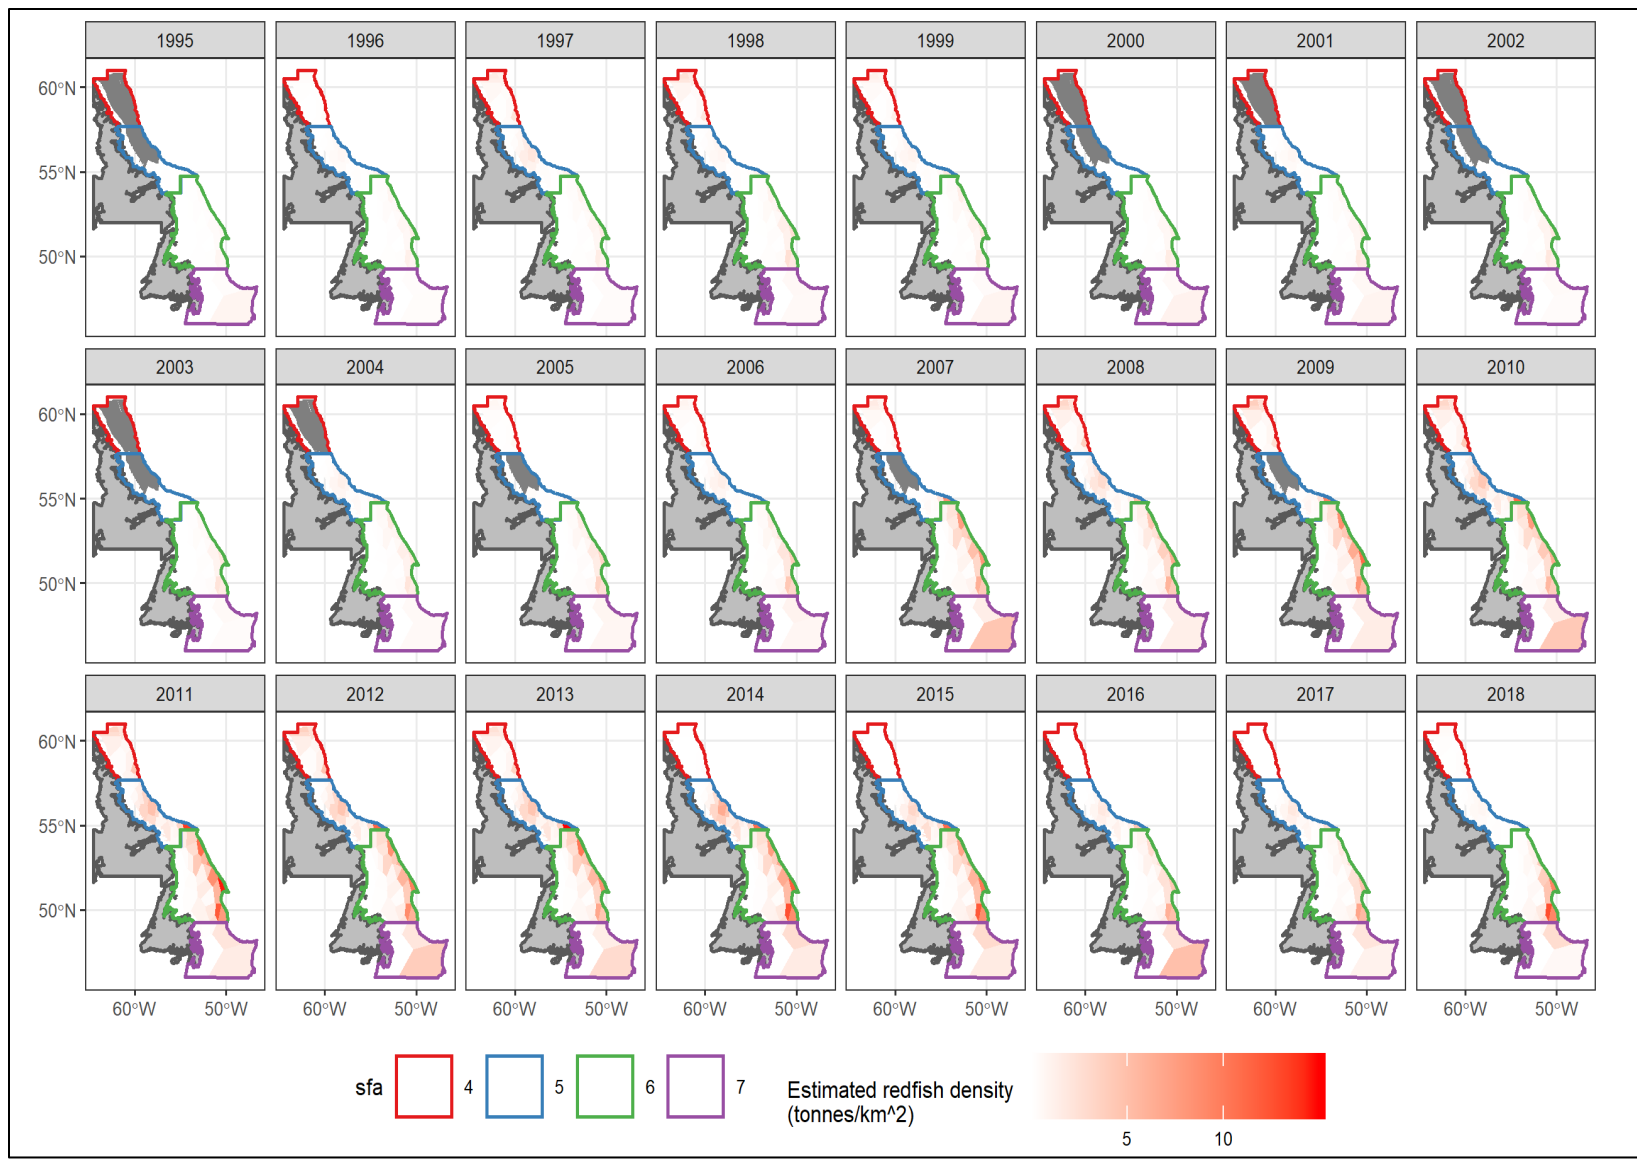 1995 1996 1997 1998 1999 2000 2001 2002
60°N
55°N
50°N
2003 2004 2005 2006 2007 2008 2009 2010
60°N
55°N
50°N
2011 2012 2013 2014 2015 2016 2017 2018
60°N
55°N
50°N
60°W 50°W 60°W 50°W 60°W 50°W 60°W 50°W 60°W 50°W 60°W 50°W 60°W 50°W 60°W 50°W
sfa 4 5 6 7
Estimated redfish density
(tonnes/km^2)
5 10